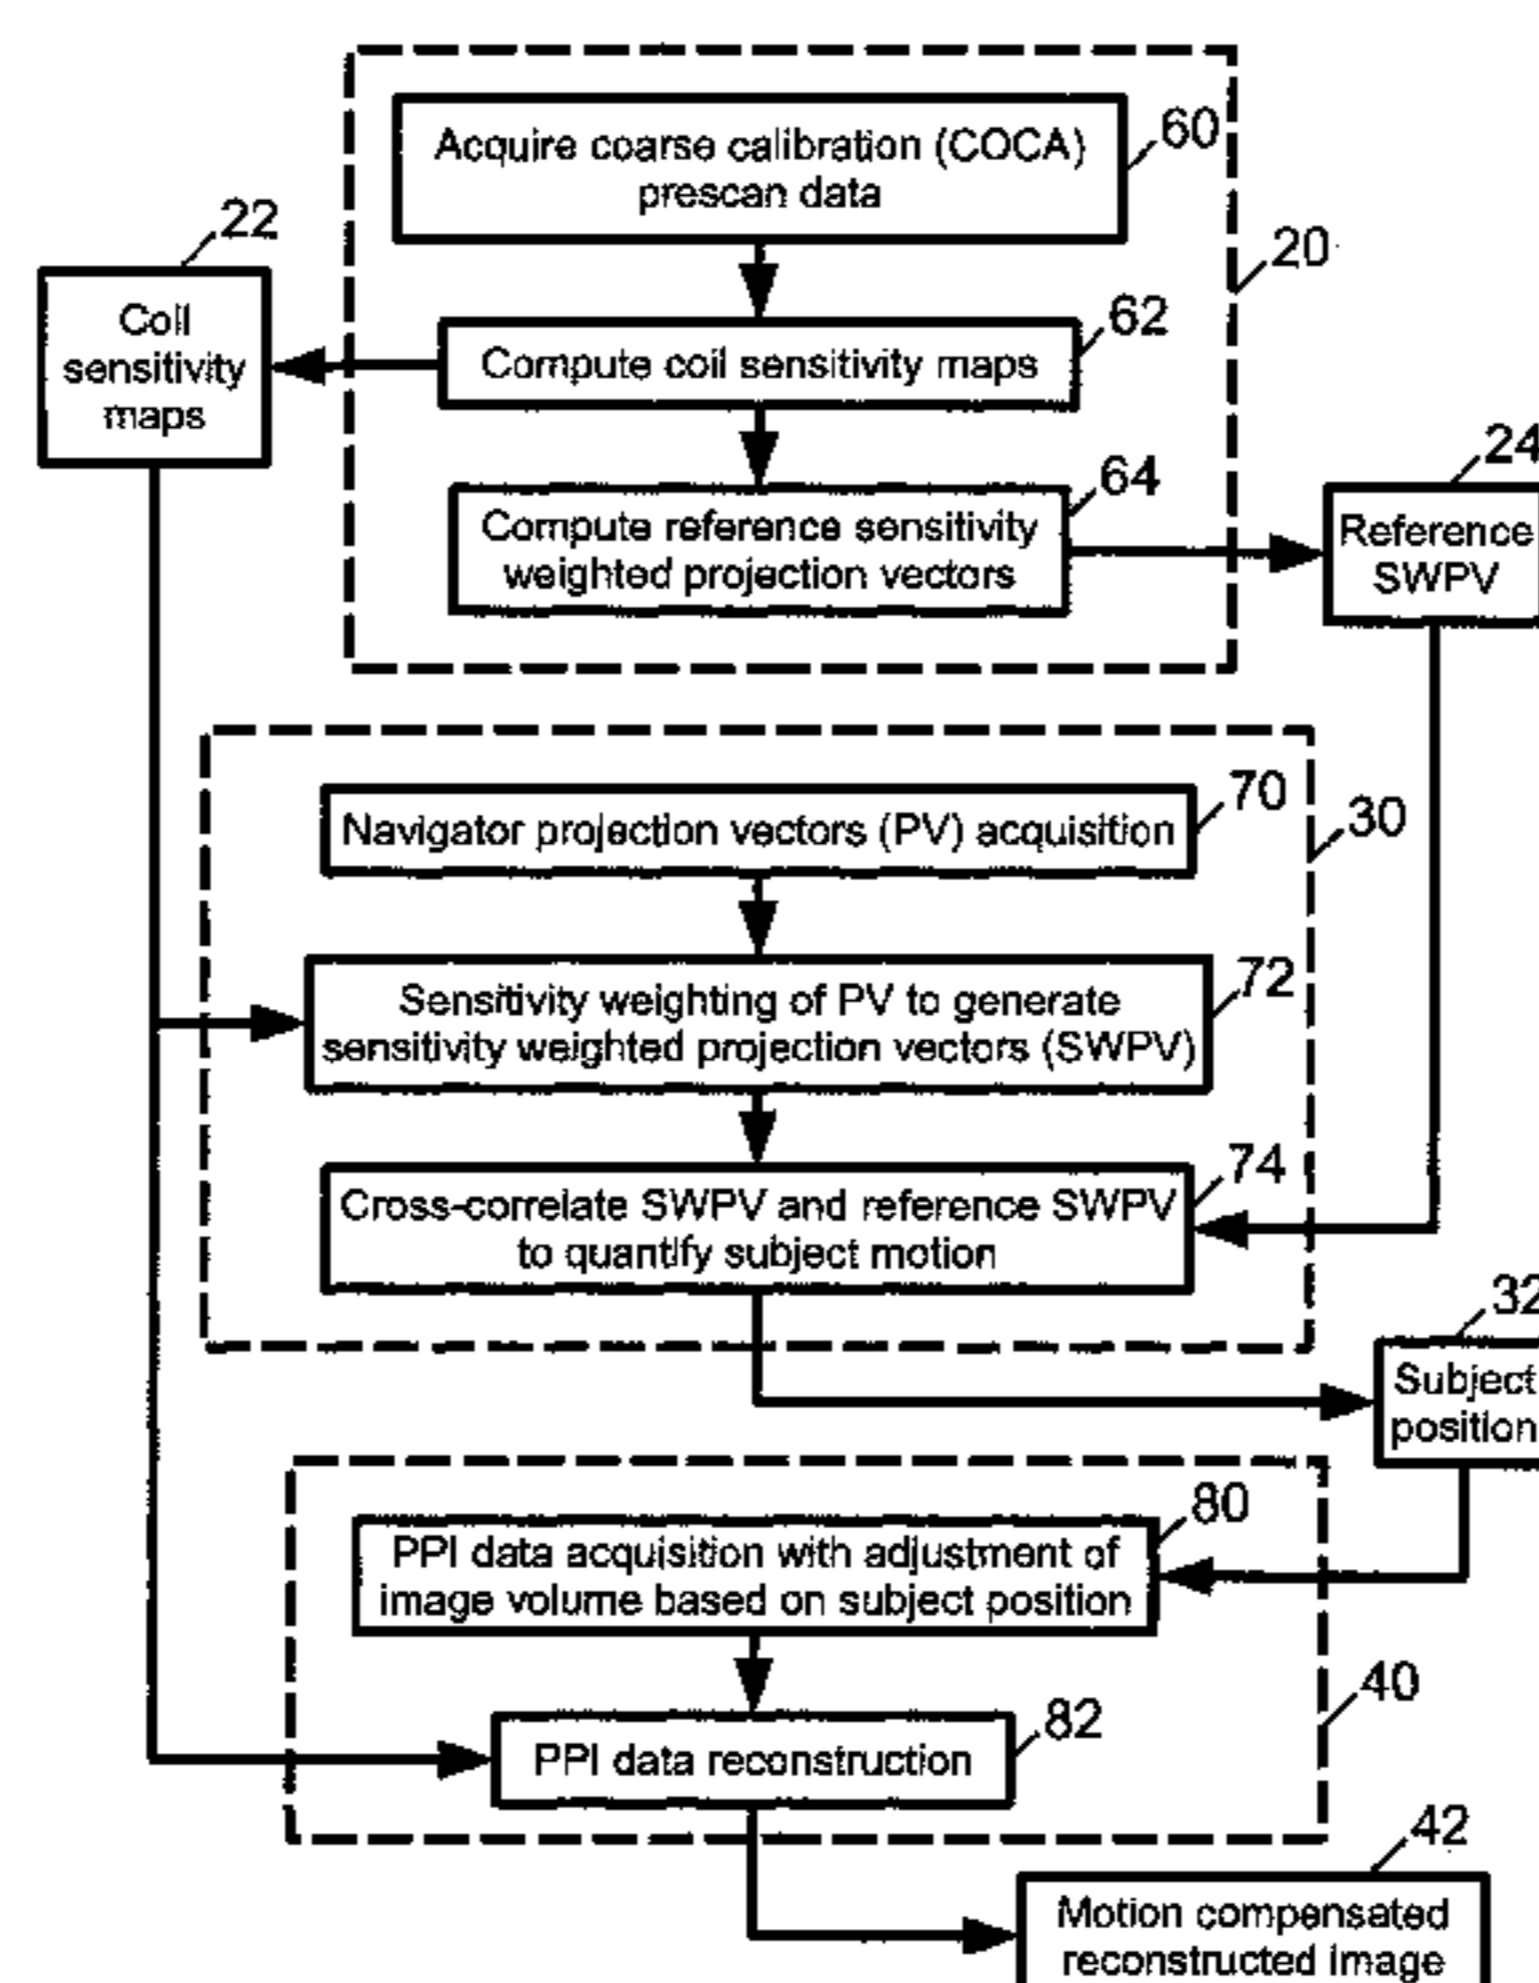 Acquire coarse calibration (COCA)
prescan data
60
20
22
Coil
sensitivity
maps
62
Compute coil sensitivity maps
64
Compute reference sensitivity
weighted projection vectors
24
Reference
SWPV
70
Navigator projection vectors (PV) acquisition
30
72
Sensitivity weighting of PV to generate
sensitivity weighted projection vectors (SWPV)
74
Cross-correlate SWPV and reference SWPV
to quantify subject motion
32
Subject
position
80
PPI data acquisition with adjustment of
image volume based on subject position
40
82
PPI data reconstruction
42
Motion compensated
reconstructed image